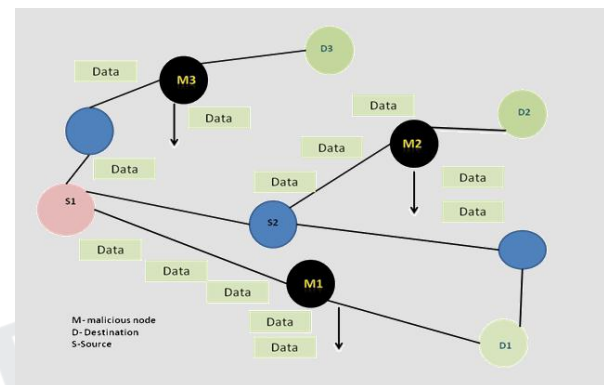 D3
Data
M3
Data
Data
D2
Data
M2
Data
Data
Data
Data
S1
S2
Data
Data
Data
M1
Data
Data
D1
M- malicious node
D- Destination
S-Source